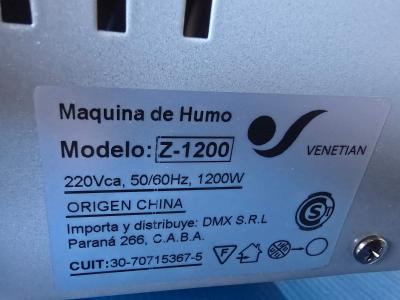 Maquina de Humo
Modelo: Z-1200
VENETIAN
220Vca, 50/60Hz, 1200W
ORIGEN CHINA
Importa y distribuye: DMX S.R.L
Paraná 266, C.A.B.A.
CUIT:30-70715367-5
S
F